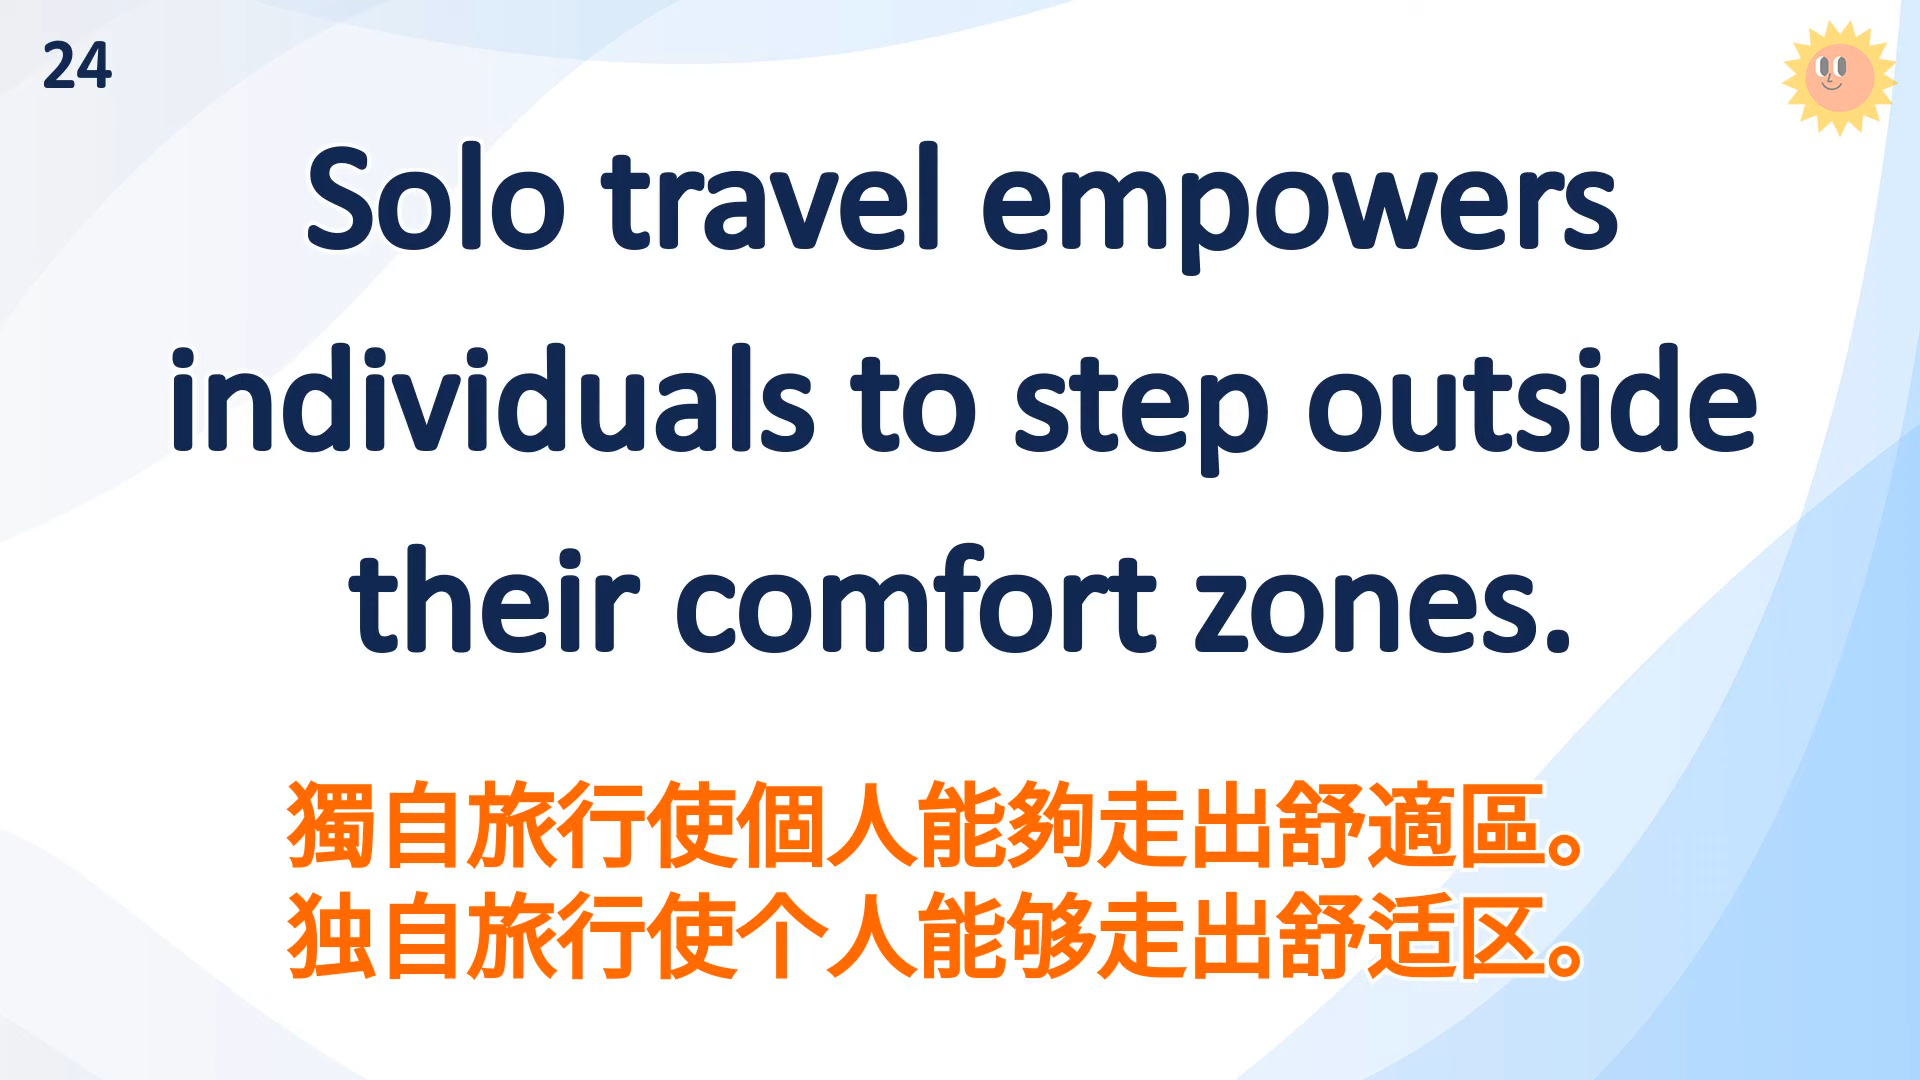 24
Solo travel empowers
individuals to step outside
their comfort zones.
獨自旅行使個人能夠走出舒適區。
独自旅行使个人能够走出舒适区。